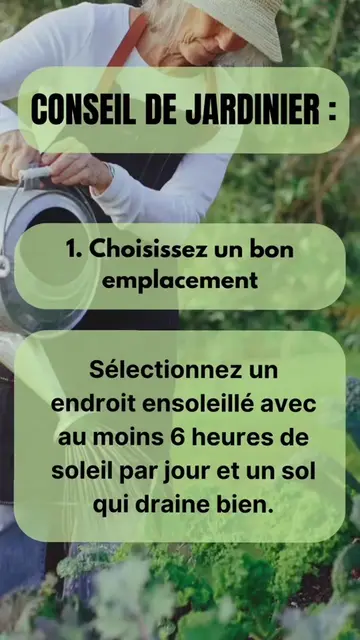 CONSEIL DE JARDINIER :
1. Choisissez un bon
emplacement
Sélectionnez un
endroit ensoleillé avec
au moins 6 heures de
soleil par jour et un sol
qui draine bien.